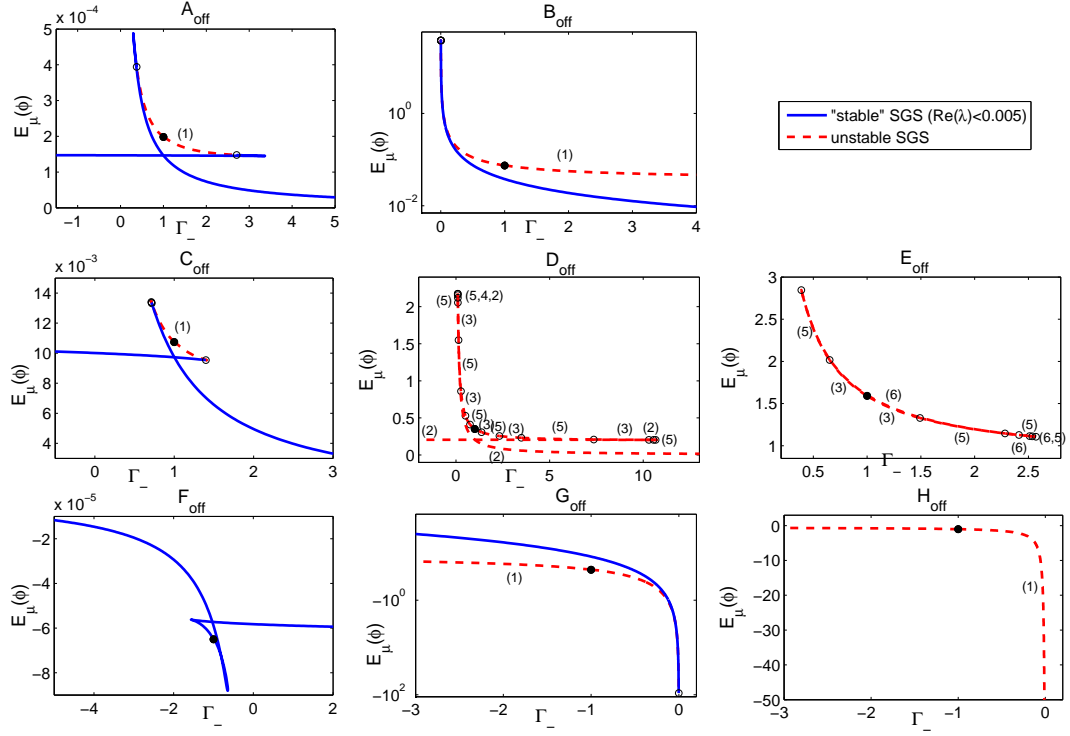 A_off
x 10^-4
5
4
3
2
1
0
E_μ(ϕ)
(1)
-1 0 1 2 3 4 5
Γ_-
B_off
10^0
10^-2
E_μ(ϕ)
(1)
0 1 2 3 4
Γ_-
"stable" SGS (Re(λ)<0.005)
unstable SGS
C_off
x 10^-3
14
12
10
8
6
4
E_μ(ϕ)
(1)
0 1 2 3
Γ_-
D_off
2
1.5
1
0.5
0
E_μ(ϕ)
(5) (5,4,2)
(3)
(5)
(3)
(5)
(3) (5) (3) (5) (3) (2)
(2) (5)
(2)
0 5 10
Γ_-
E_off
3
2.5
2
1.5
1
E_μ(ϕ)
(5)
(3) (6)
(3) (5)
(5) (6,5)
(6)
0.5 1 1.5 2 2.5
Γ_-
F_off
x 10^-5
-2
-4
-6
-8
E_μ(ϕ)
-4 -2 0 2
Γ_-
G_off
-10^0
-10^2
E_μ(ϕ)
(1)
-3 -2 -1 0
Γ_-
H_off
0
-10
-20
-30
-40
-50
E_μ(ϕ)
(1)
-3 -2 -1 0
Γ_-